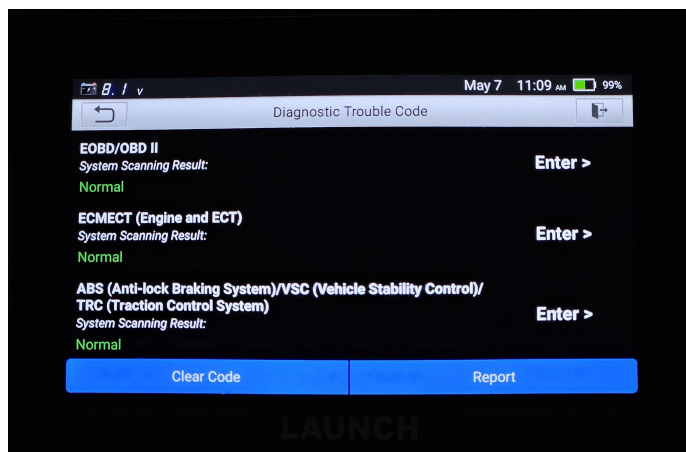 8.1 v
May 7 11:09 AM 99%
Diagnostic Trouble Code
EOBD/OBD II
System Scanning Result:
Enter >
Normal
ECMECT (Engine and ECT)
System Scanning Result:
Enter >
Normal
ABS (Anti-lock Braking System)/VSC (Vehicle Stability Control)/
TRC (Traction Control System)
System Scanning Result:
Enter >
Normal
Clear Code
Report
LAUNCH